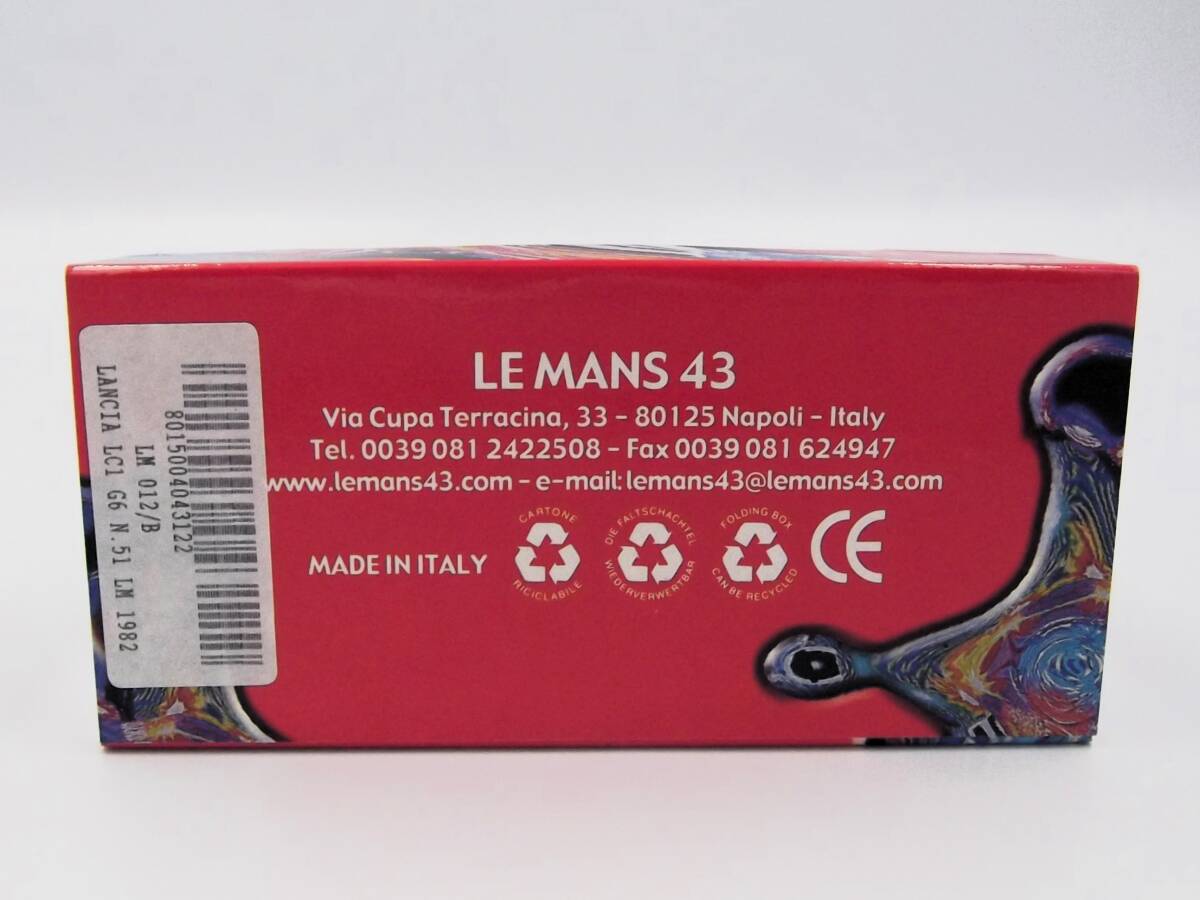 LE MANS 43
Via Cupa Terracina, 33 - 80125 Napoli - Italy
Tel. 0039 081 2422508 - Fax 0039 081 624947
www.lemans43.com - e-mail: lemans43@lemans43.com
MADE IN ITALY
CARTONE
RICICLABILE
DIE FALTSCHACHTEL
WIEDERVERWERTBAR
FOLDING BOX
CAN BE RECYCLED
CE
8015004043122
LM 012/B
LANCIA LC1 G6 N.51 LM 1982